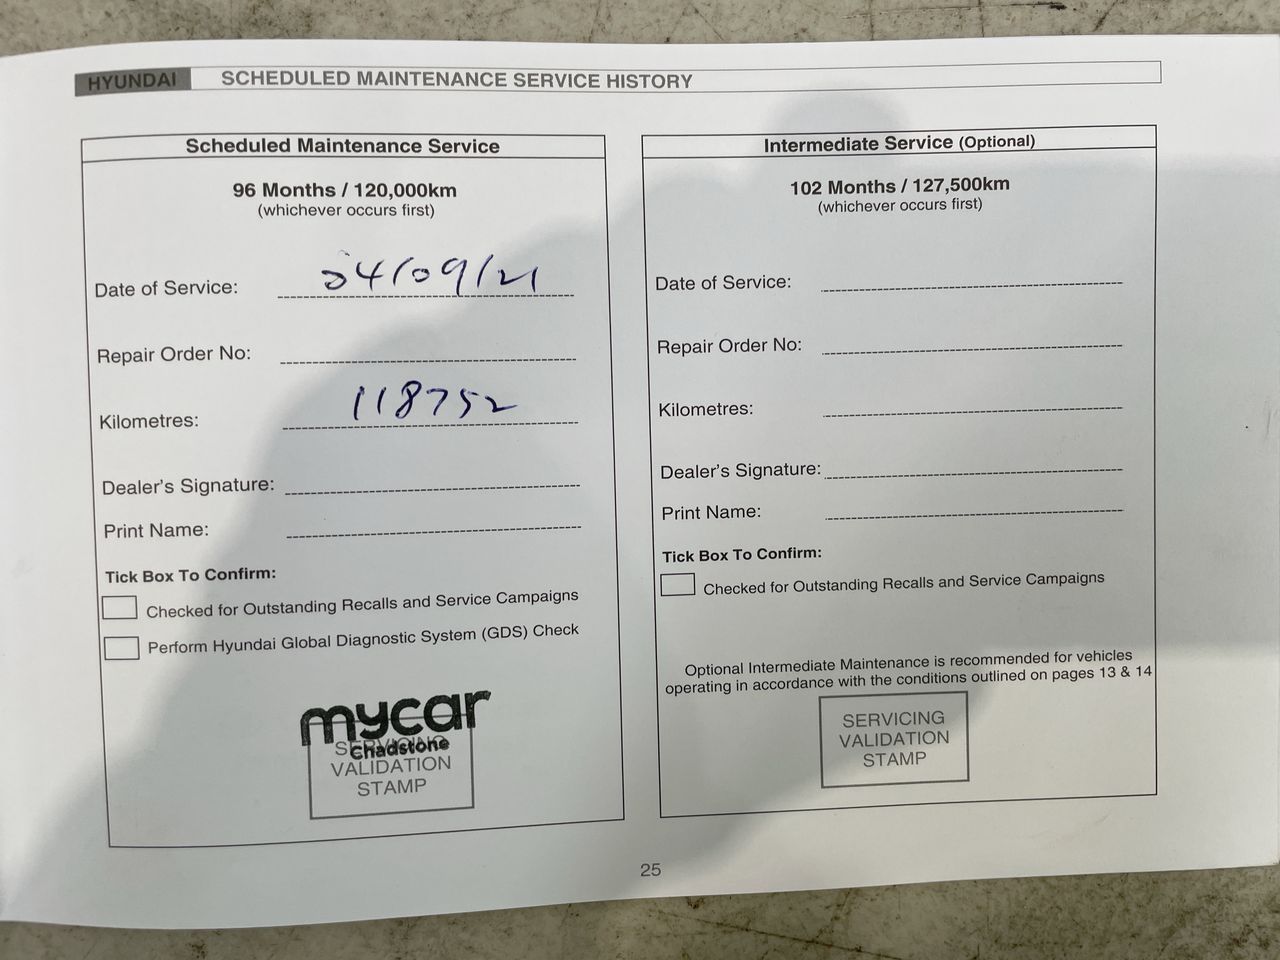 HYUNDAI SCHEDULED MAINTENANCE SERVICE HISTORY
Scheduled Maintenance Service
96 Months / 120,000km
(whichever occurs first)
Date of Service: 04/09/21
Repair Order No:
Kilometres: 118752
Dealer's Signature:
Print Name:
Tick Box To Confirm:
Checked for Outstanding Recalls and Service Campaigns
Perform Hyundai Global Diagnostic System (GDS) Check
mycar
Chadstone
SERVICING
VALIDATION
STAMP
Intermediate Service (Optional)
102 Months / 127,500km
(whichever occurs first)
Date of Service:
Repair Order No:
Kilometres:
Dealer's Signature:
Print Name:
Tick Box To Confirm:
Checked for Outstanding Recalls and Service Campaigns
Optional Intermediate Maintenance is recommended for vehicles
operating in accordance with the conditions outlined on pages 13 & 14
SERVICING
VALIDATION
STAMP
25